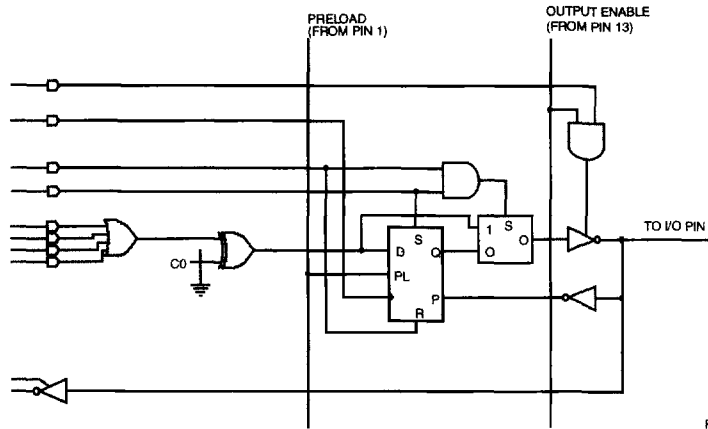 PRELOAD
(FROM PIN 1)
OUTPUT ENABLE
(FROM PIN 13)
S
1 S
O
O
TO I/O PIN
C0
D S Q
PL
P
R